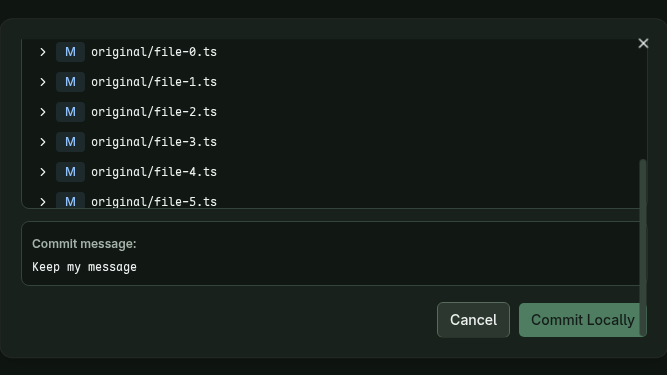 M original/file-0.ts
M original/file-1.ts
M original/file-2.ts
M original/file-3.ts
M original/file-4.ts
M original/file-5.ts
Commit message:
Keep my message
Cancel
Commit Locally